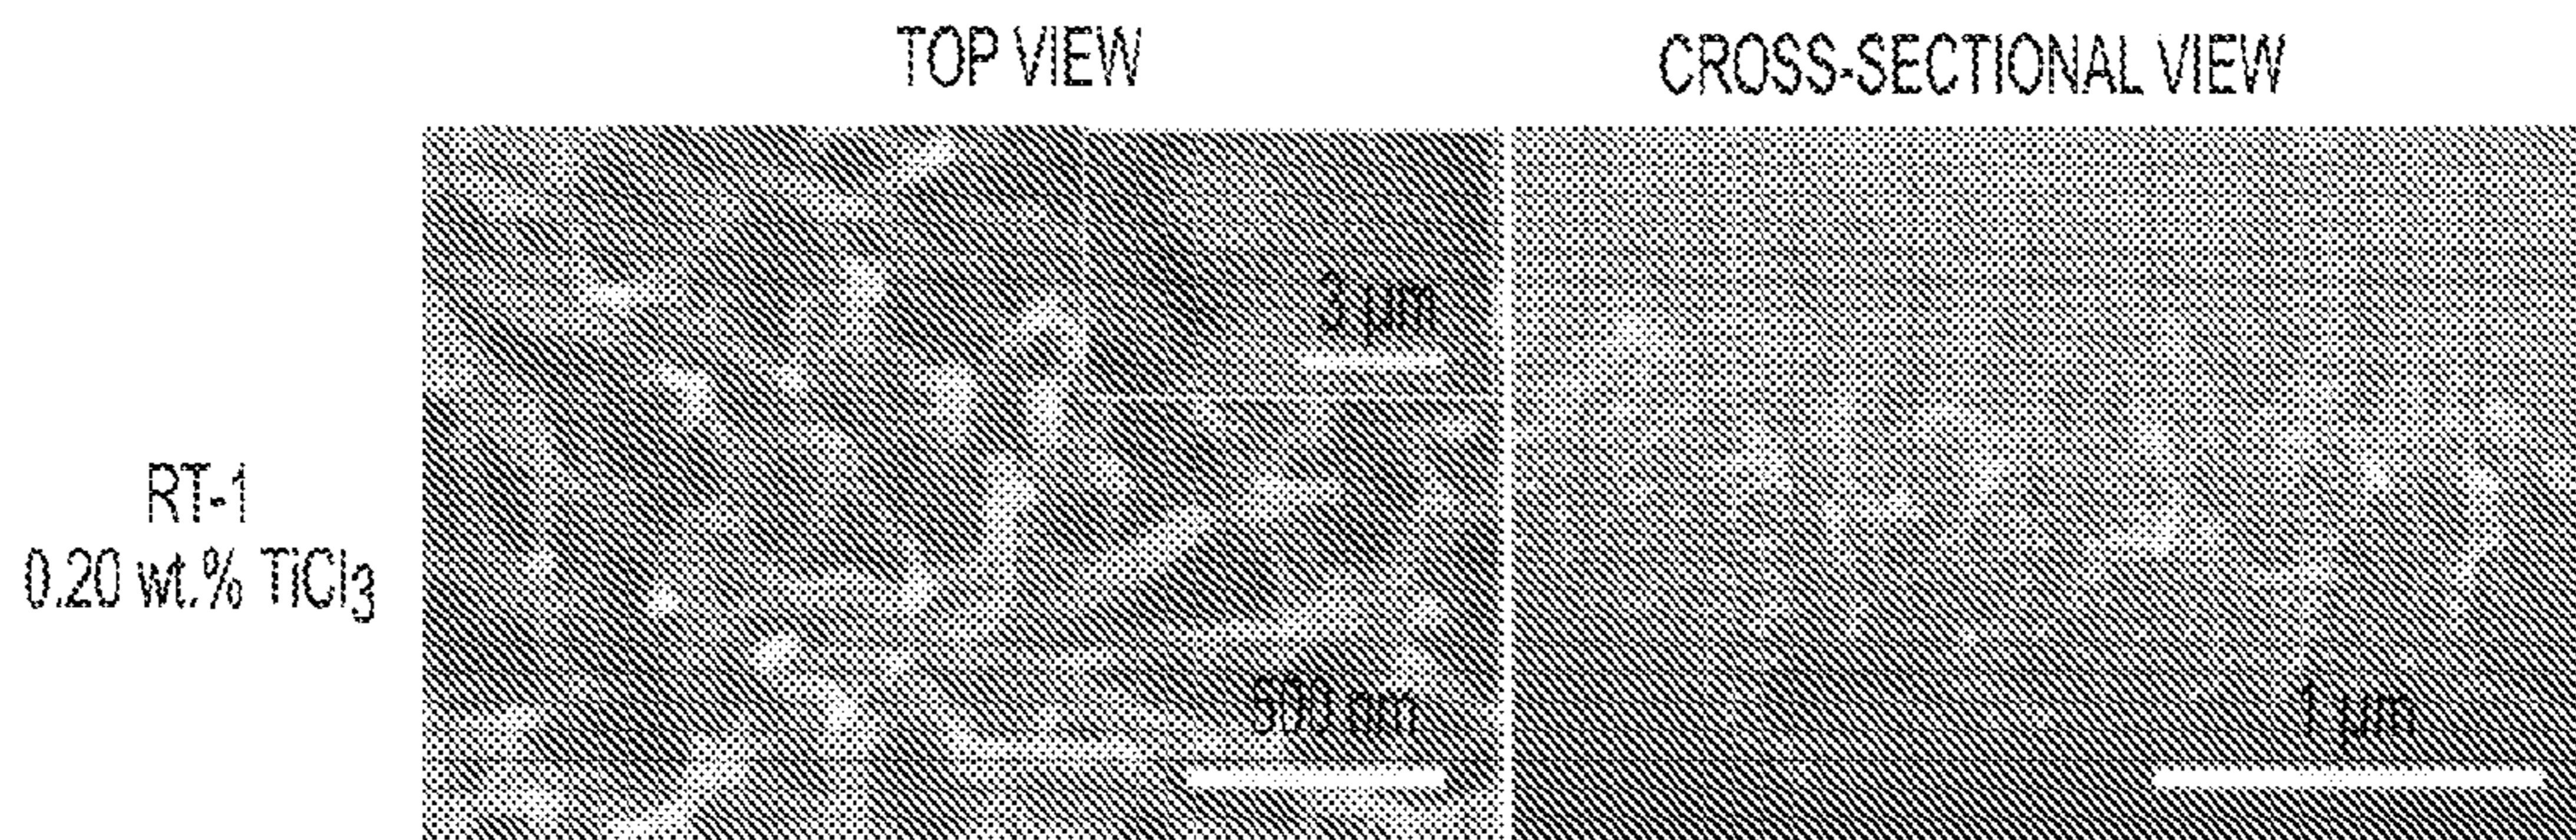 TOP VIEW
CROSS-SECTIONAL VIEW
3 µm
RT-1
0.20 wt.% TiCl3
500 nm
1 µm